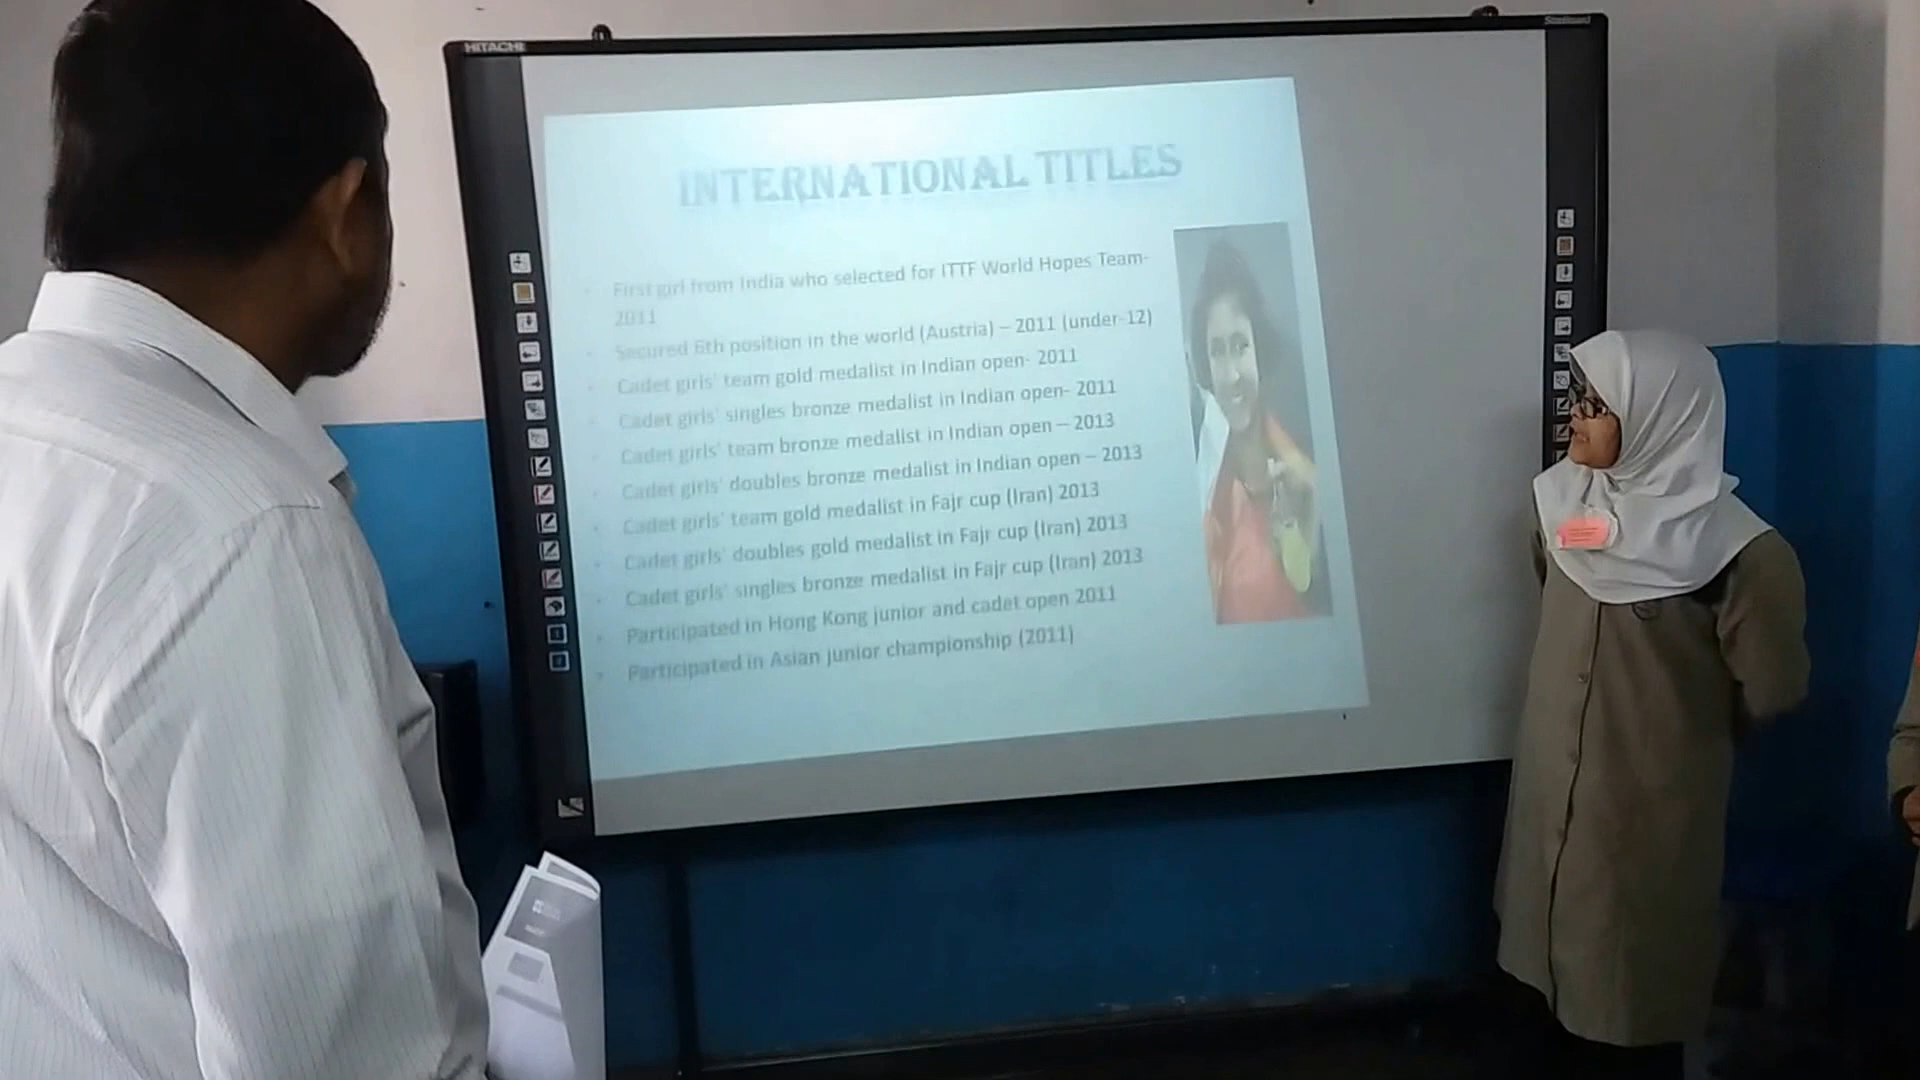 HITACHI
StarBoard
INTERNATIONAL TITLES
First girl from India who selected for ITTF World Hopes Team-
2011
Secured 6th position in the world (Austria) – 2011 (under-12)
Cadet girls' team gold medalist in Indian open- 2011
Cadet girls' singles bronze medalist in Indian open- 2011
Cadet girls' team bronze medalist in Indian open – 2013
Cadet girls' doubles bronze medalist in Indian open – 2013
Cadet girls' team gold medalist in Fajr cup (Iran) 2013
Cadet girls' doubles gold medalist in Fajr cup (Iran) 2013
Cadet girls' singles bronze medalist in Fajr cup (Iran) 2013
Participated in Hong Kong junior and cadet open 2011
Participated in Asian junior championship (2011)